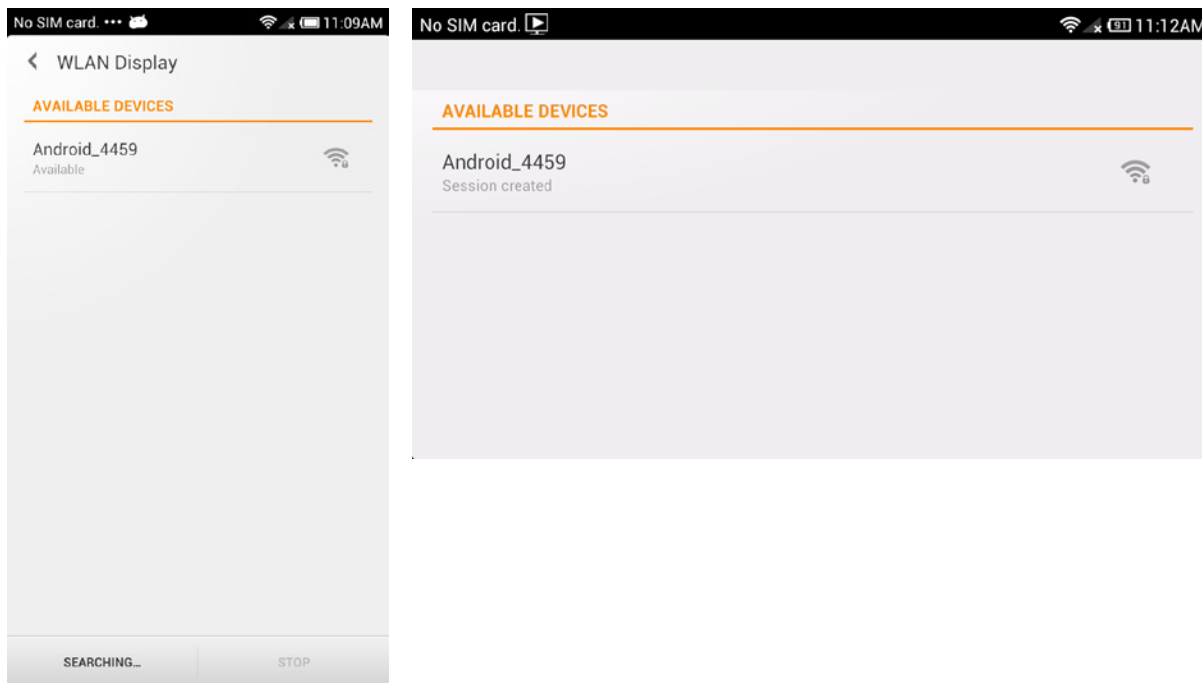 No SIM card. ••• 11:09AM
WLAN Display
AVAILABLE DEVICES
Android_4459
Available
SEARCHING...
STOP
No SIM card. 91 11:12AM
AVAILABLE DEVICES
Android_4459
Session created